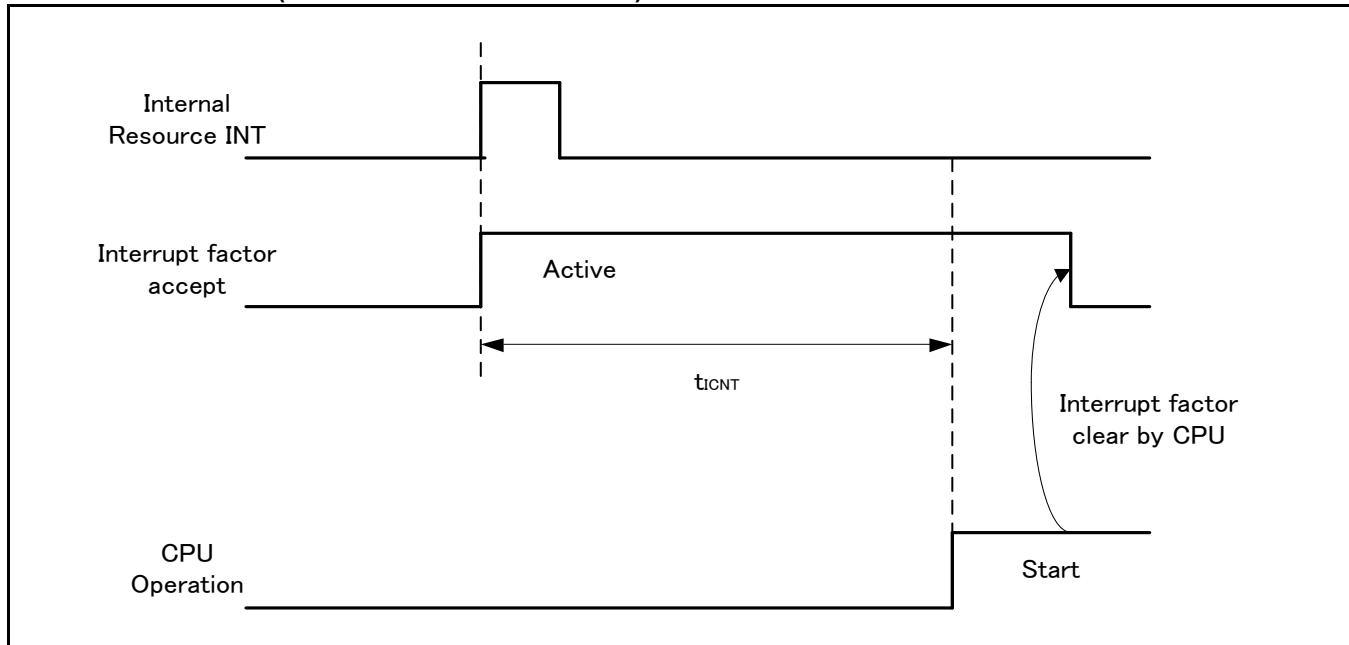 Internal
Resource INT
Interrupt factor
accept
Active
tICNT
Interrupt factor
clear by CPU
CPU
Operation
Start